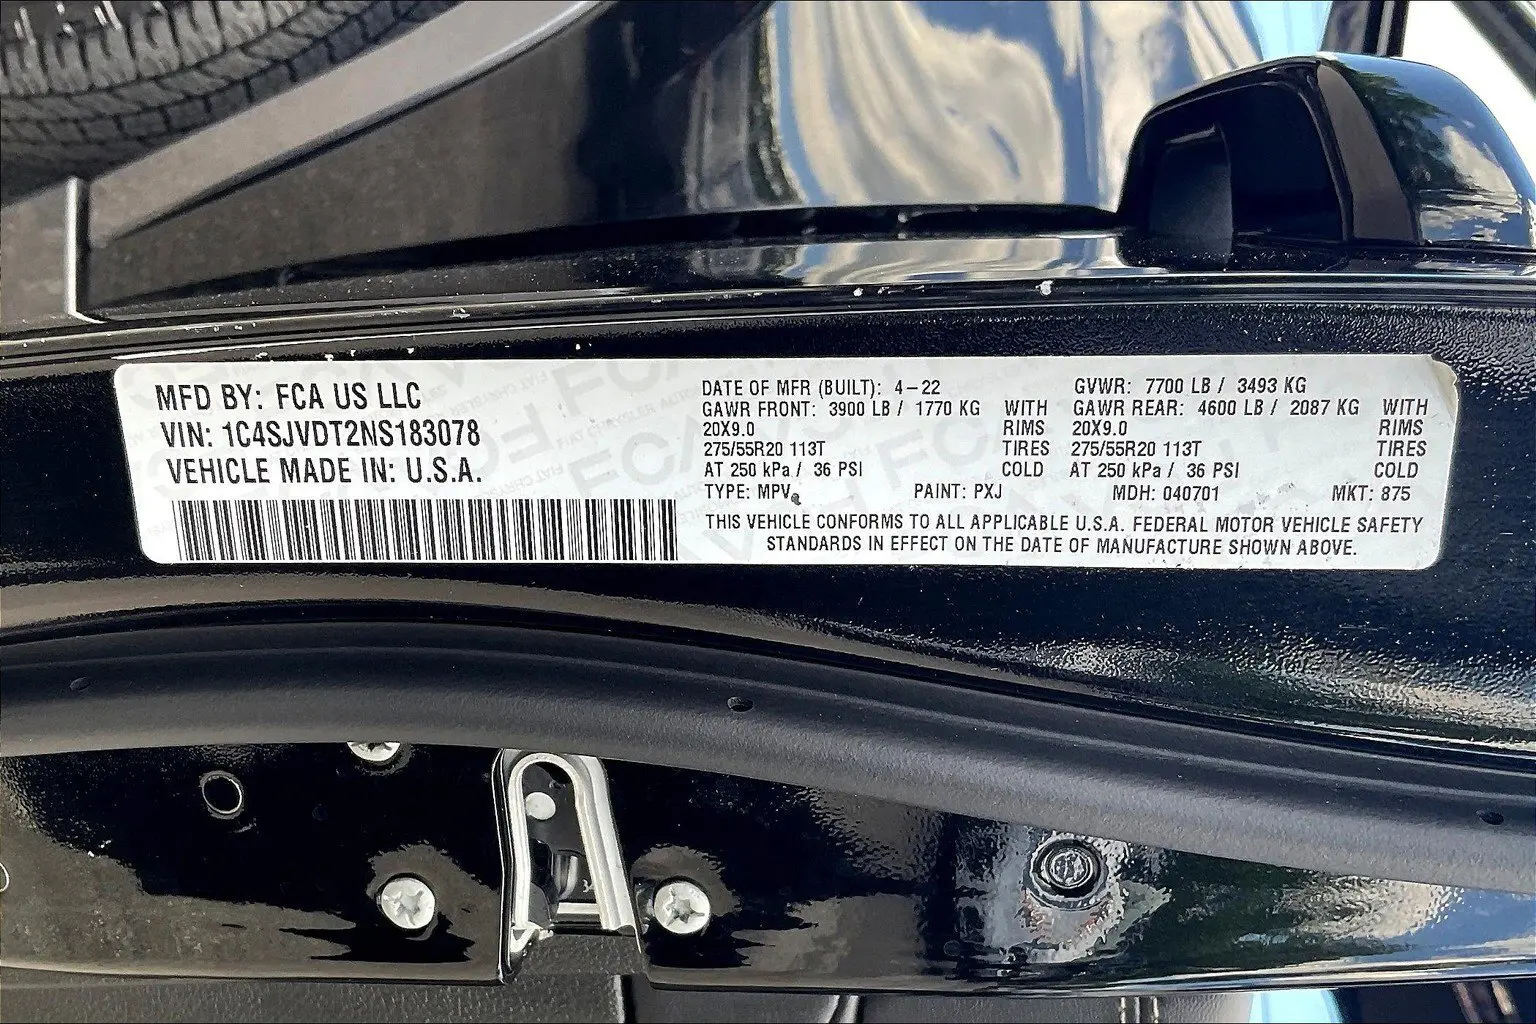 MFD BY: FCA US LLC
VIN: 1C4SJVDT2NS183078
VEHICLE MADE IN: U.S.A.
DATE OF MFR (BUILT): 4-22 GVWR: 7700 LB / 3493 KG
GAWR FRONT: 3900 LB / 1770 KG WITH GAWR REAR: 4600 LB / 2087 KG WITH
20X9.0 RIMS 20X9.0 RIMS
275/55R20 113T TIRES 275/55R20 113T TIRES
AT 250 kPa / 36 PSI COLD AT 250 kPa / 36 PSI COLD
TYPE: MPV PAINT: PXJ MDH: 040701 MKT: 875
THIS VEHICLE CONFORMS TO ALL APPLICABLE U.S.A. FEDERAL MOTOR VEHICLE SAFETY
STANDARDS IN EFFECT ON THE DATE OF MANUFACTURE SHOWN ABOVE.